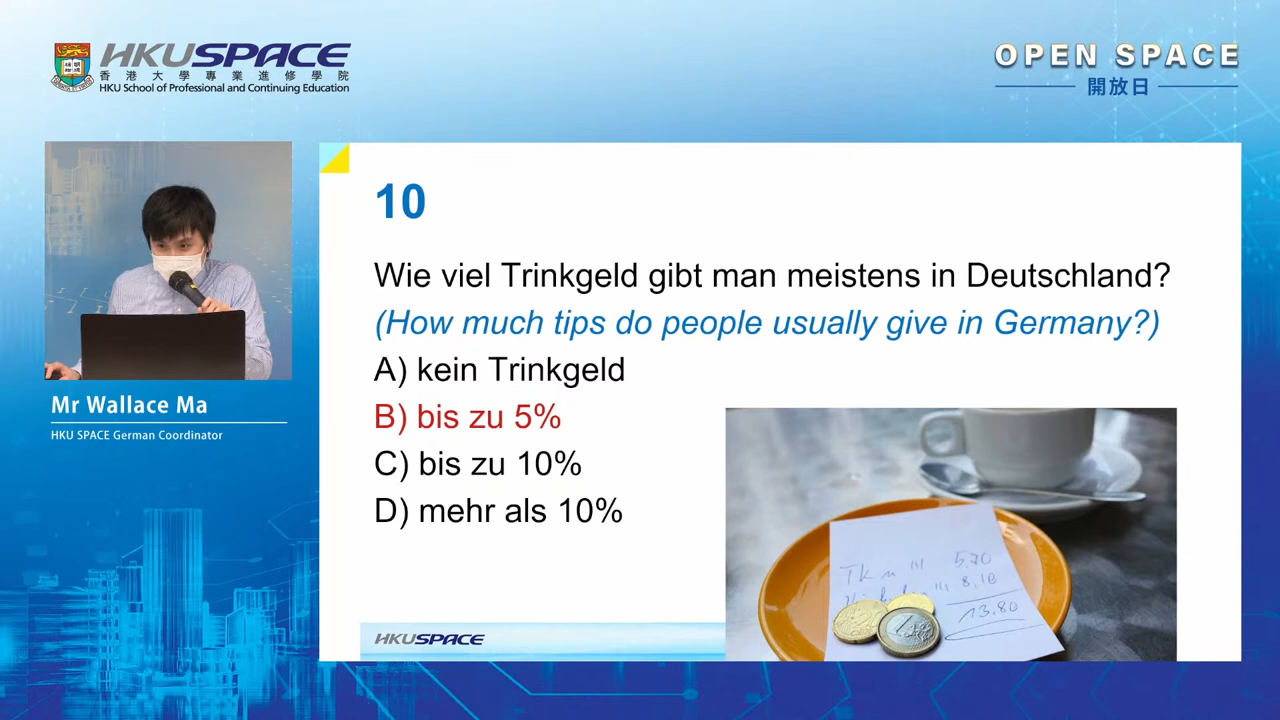 HKUSPACE
香港大學專業進修學院
HKU School of Professional and Continuing Education
OPEN SPACE
開放日
Mr Wallace Ma
HKU SPACE German Coordinator
10
Wie viel Trinkgeld gibt man meistens in Deutschland?
(How much tips do people usually give in Germany?)
A) kein Trinkgeld
B) bis zu 5%
C) bis zu 10%
D) mehr als 10%
5,70
8,10
13,80
HKUSPACE